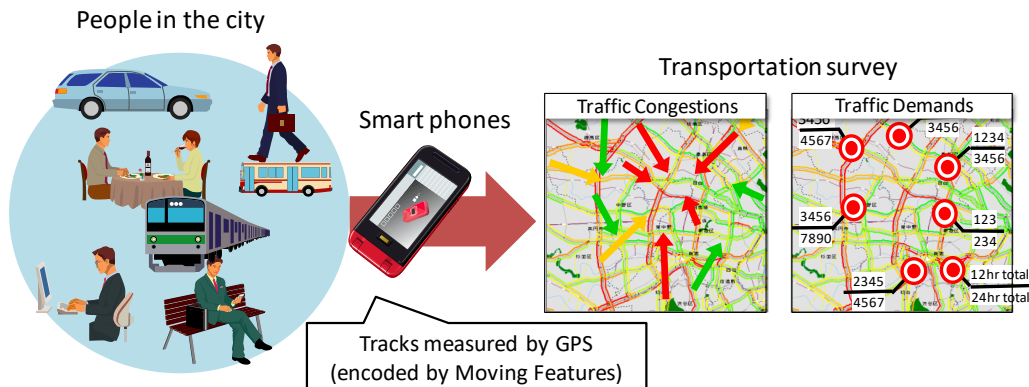 People in the city
Smart phones
Transportation survey
Traffic Congestions
Traffic Demands
3456
4567
3456
1234
3456
3456
7890
123
234
2345
4567
12hr total
24hr total
Tracks measured by GPS
(encoded by Moving Features)